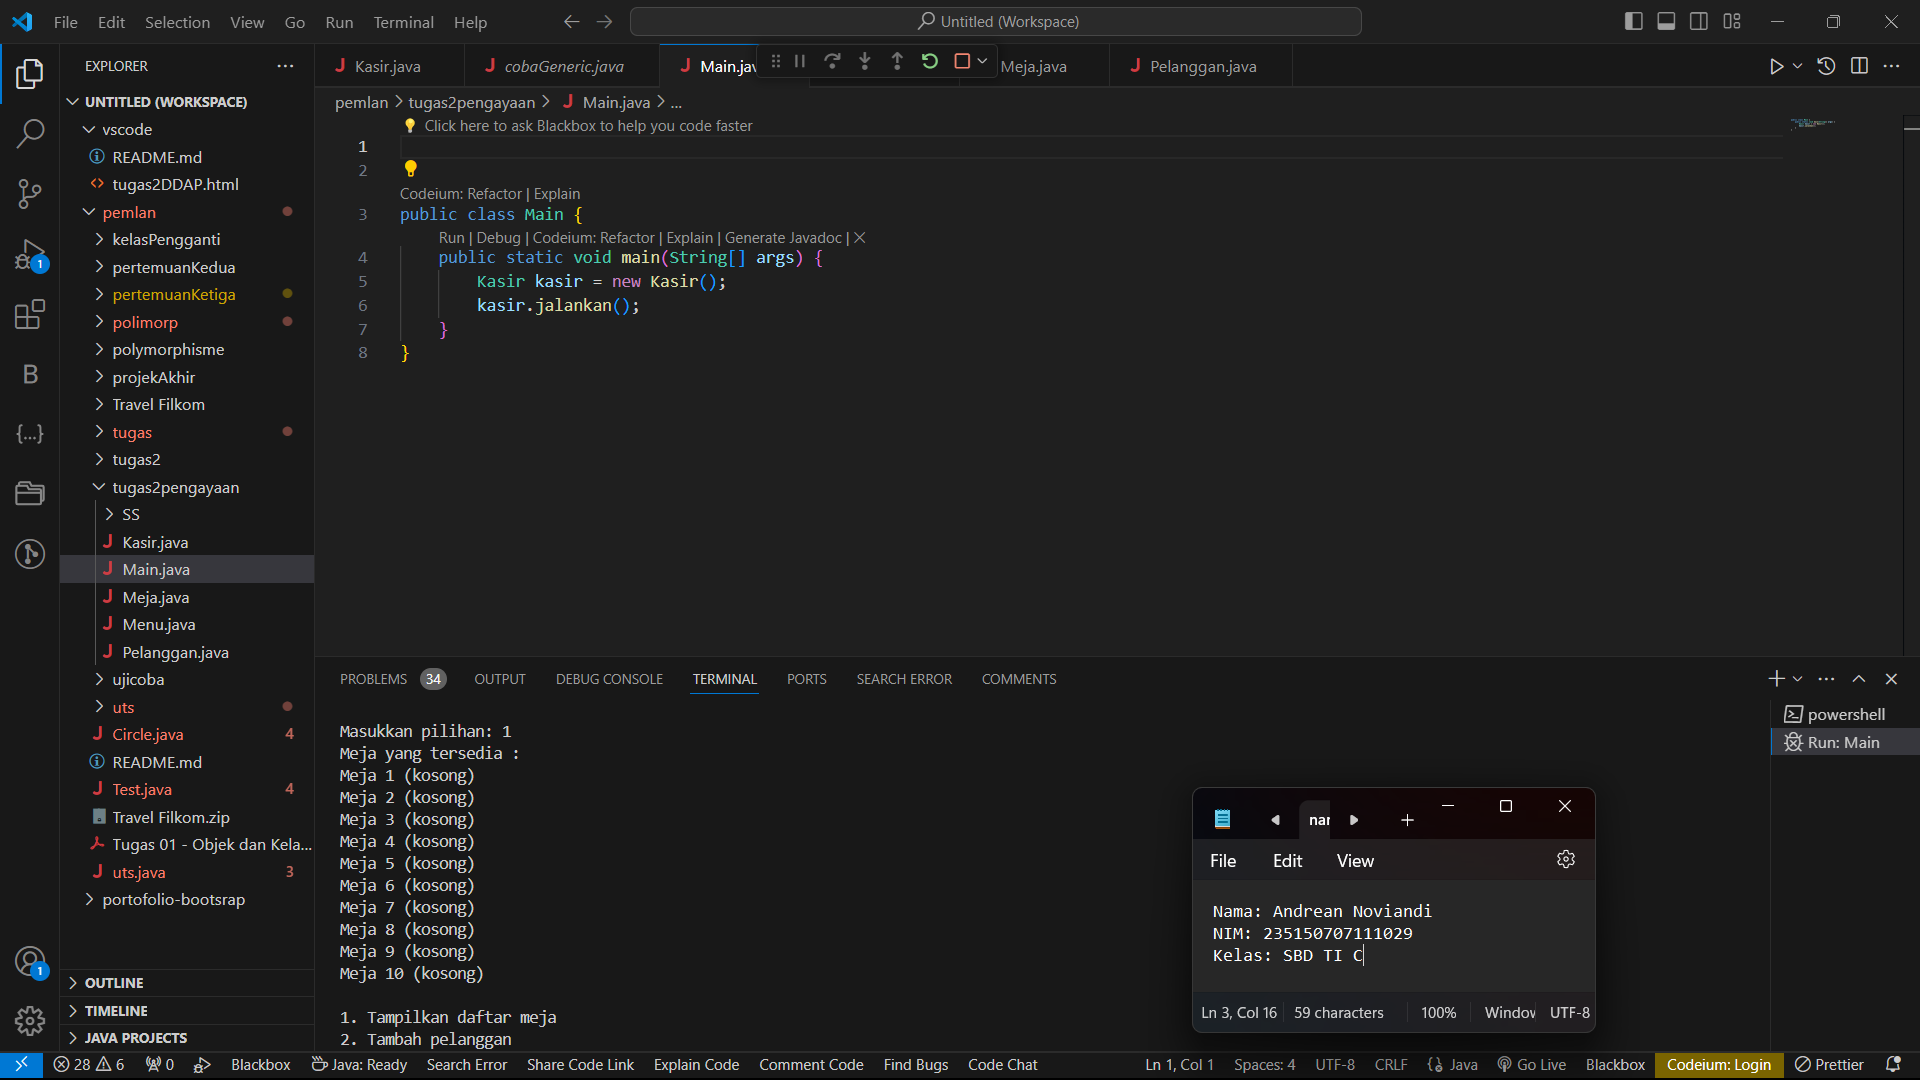 File Edit Selection View Go Run Terminal Help
Untitled (Workspace)
EXPLORER
UNTITLED (WORKSPACE)
vscode
README.md
tugas2DDAP.html
pemlan
kelasPengganti
pertemuanKedua
pertemuanKetiga
polimorp
polymorphisme
projekAkhir
Travel Filkom
tugas
tugas2
tugas2pengayaan
SS
Kasir.java
Main.java
Meja.java
Menu.java
Pelanggan.java
ujicoba
uts
Circle.java 4
README.md
Test.java 4
Travel Filkom.zip
Tugas 01 - Objek dan Kela...
uts.java 3
portofolio-bootsrap
OUTLINE
TIMELINE
JAVA PROJECTS
1
B
{...}
1
Kasir.java cobaGeneric.java Main.jav Meja.java Pelanggan.java
pemlan > tugas2pengayaan > Main.java > ...
Click here to ask Blackbox to help you code faster
1
2
Codeium: Refactor | Explain
3 public class Main {
Run | Debug | Codeium: Refactor | Explain | Generate Javadoc | ×
4 public static void main(String[] args) {
5 Kasir kasir = new Kasir();
6 kasir.jalankan();
7 }
8 }
PROBLEMS 34 OUTPUT DEBUG CONSOLE TERMINAL PORTS SEARCH ERROR COMMENTS
powershell
Run: Main
Masukkan pilihan: 1
Meja yang tersedia :
Meja 1 (kosong)
Meja 2 (kosong)
Meja 3 (kosong)
Meja 4 (kosong)
Meja 5 (kosong)
Meja 6 (kosong)
Meja 7 (kosong)
Meja 8 (kosong)
Meja 9 (kosong)
Meja 10 (kosong)
1. Tampilkan daftar meja
2. Tambah pelanggan
nar
File Edit View
Nama: Andrean Noviandi
NIM: 235150707111029
Kelas: SBD TI C
Ln 3, Col 16 59 characters 100% Window UTF-8
28 6 0 Blackbox Java: Ready Search Error Share Code Link Explain Code Comment Code Find Bugs Code Chat Ln 1, Col 1 Spaces: 4 UTF-8 CRLF {} Java Go Live Blackbox Codeium: Login Prettier